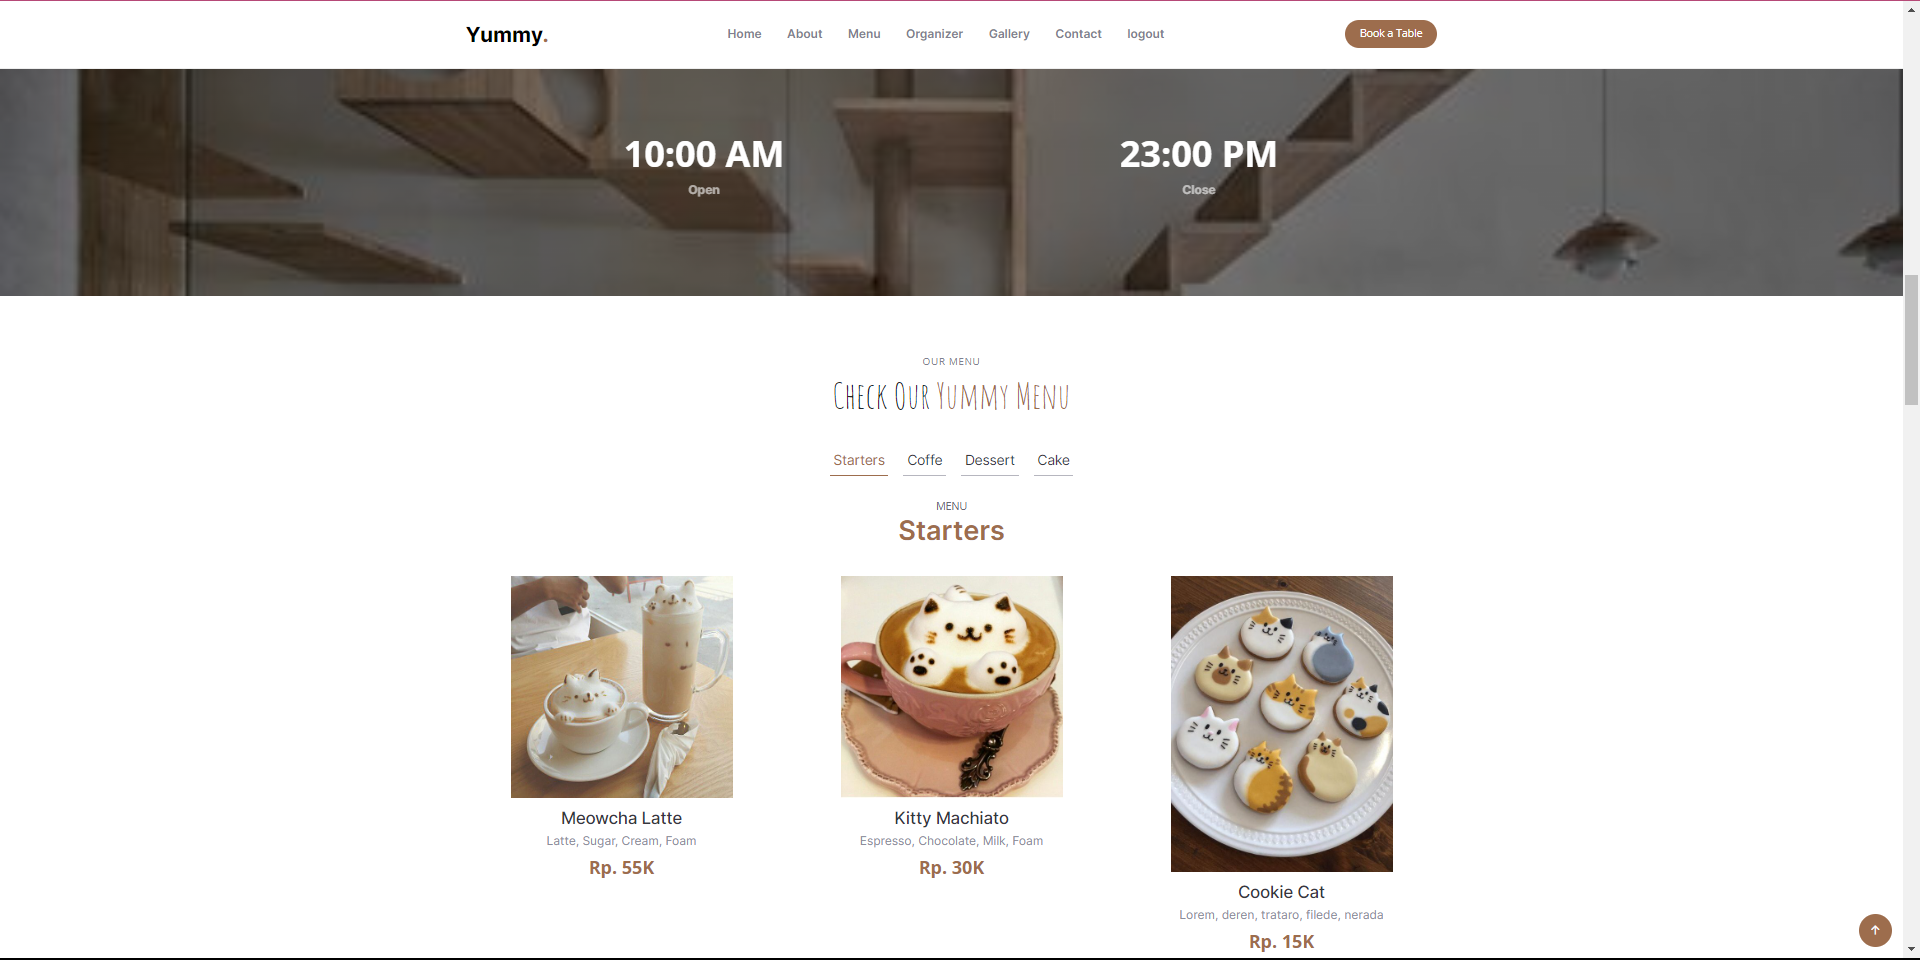 Yummy.
Home About Menu Organizer Gallery Contact logout
Book a Table
10:00 AM
Open
23:00 PM
Close
OUR MENU
Check Our Yummy Menu
Starters Coffe Dessert Cake
MENU
Starters
Meowcha Latte
Latte, Sugar, Cream, Foam
Rp. 55K
Kitty Machiato
Espresso, Chocolate, Milk, Foam
Rp. 30K
Cookie Cat
Lorem, deren, trataro, filede, nerada
Rp. 15K